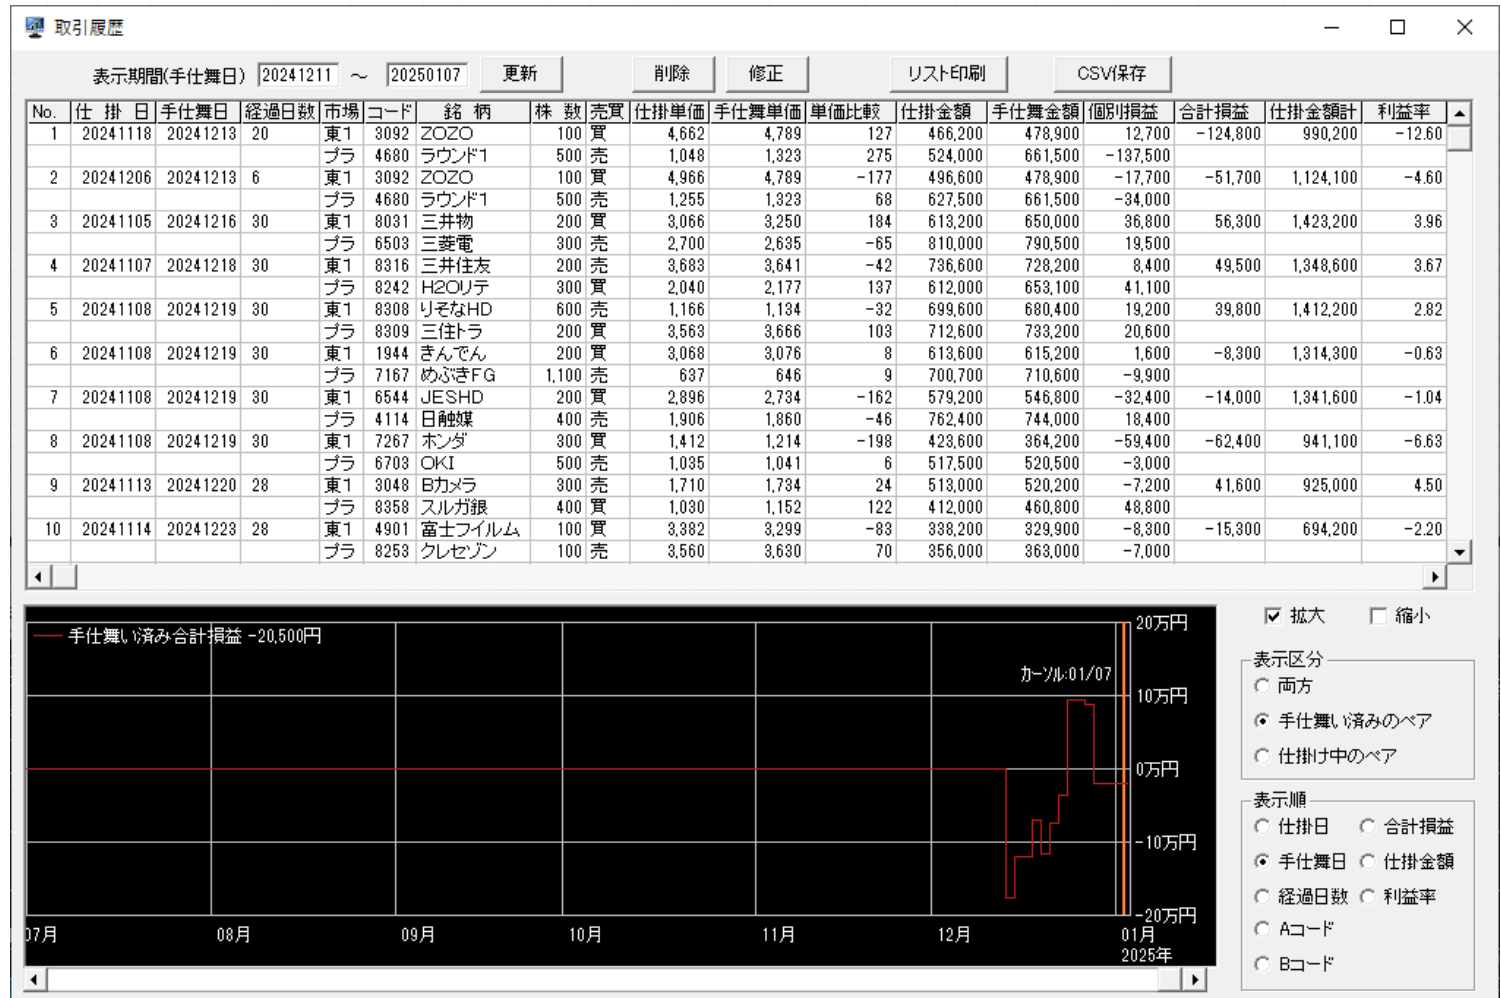 取引履歴
表示期間(手仕舞日) 20241211 ～ 20250107 更新 削除 修正 リスト印刷 CSV保存
No. 仕掛日 手仕舞日 経過日数 市場 コード 銘柄 株数 売買 仕掛単価 手仕舞単価 単価比較 仕掛金額 手仕舞金額 個別損益 合計損益 仕掛金額計 利益率
1 20241118 20241213 20 東1 3092 ZOZO 100 買 4,662 4,789 127 466,200 478,900 12,700 -124,800 990,200 -12.60
プラ 4680 ラウンド1 500 売 1,048 1,323 275 524,000 661,500 -137,500
2 20241206 20241213 6 東1 3092 ZOZO 100 買 4,966 4,789 -177 496,600 478,900 -17,700 -51,700 1,124,100 -4.60
プラ 4680 ラウンド1 500 売 1,255 1,323 68 627,500 661,500 -34,000
3 20241105 20241216 30 東1 8031 三井物 200 買 3,066 3,250 184 613,200 650,000 36,800 56,300 1,423,200 3.96
プラ 6503 三菱電 300 売 2,700 2,635 -65 810,000 790,500 19,500
4 20241107 20241218 30 東1 8316 三井住友 200 売 3,683 3,641 -42 736,600 728,200 8,400 49,500 1,348,600 3.67
プラ 8242 H2Oリテ 300 買 2,040 2,177 137 612,000 653,100 41,100
5 20241108 20241219 30 東1 8308 りそなHD 600 売 1,166 1,134 -32 699,600 680,400 19,200 39,800 1,412,200 2.82
プラ 8309 三住トラ 200 買 3,563 3,666 103 712,600 733,200 20,600
6 20241108 20241219 30 東1 1944 きんでん 200 買 3,068 3,076 8 613,600 615,200 1,600 -8,300 1,314,300 -0.63
プラ 7167 めぶきFG 1,100 売 637 646 9 700,700 710,600 -9,900
7 20241108 20241219 30 東1 6544 JESHD 200 買 2,896 2,734 -162 579,200 546,800 -32,400 -14,000 1,341,600 -1.04
プラ 4114 日触媒 400 売 1,906 1,860 -46 762,400 744,000 18,400
8 20241108 20241219 30 東1 7267 ホンダ 300 買 1,412 1,214 -198 423,600 364,200 -59,400 -62,400 941,100 -6.63
プラ 6703 OKI 500 売 1,035 1,041 6 517,500 520,500 -3,000
9 20241113 20241220 28 東1 3048 Bカメラ 300 売 1,710 1,734 24 513,000 520,200 -7,200 41,600 925,000 4.50
プラ 8358 スルガ銀 400 買 1,030 1,152 122 412,000 460,800 48,800
10 20241114 20241223 28 東1 4901 富士フイルム 100 買 3,382 3,299 -83 338,200 329,900 -8,300 -15,300 694,200 -2.20
プラ 8253 クレセゾン 100 売 3,560 3,630 70 356,000 363,000 -7,000
手仕舞い済み合計損益 -20,500円
カーソル:01/07
20万円
10万円
0万円
-10万円
-20万円
07月 08月 09月 10月 11月 12月 01月
2025年
拡大 縮小
表示区分
両方
手仕舞い済みのペア
仕掛け中のペア
表示順
仕掛日 合計損益
手仕舞日 仕掛金額
経過日数 利益率
Aコード
Bコード